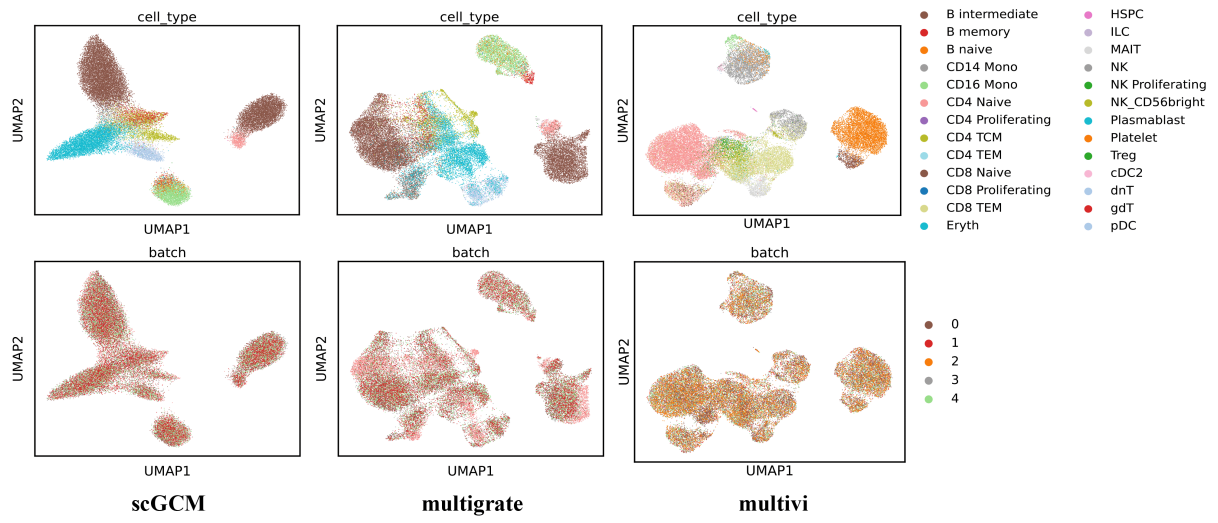 cell_type
UMAP2
UMAP1
cell_type
UMAP2
UMAP1
cell_type
UMAP2
UMAP1
B intermediate
B memory
B naive
CD14 Mono
CD16 Mono
CD4 Naive
CD4 Proliferating
CD4 TCM
CD4 TEM
CD8 Naive
CD8 Proliferating
CD8 TEM
Eryth
HSPC
ILC
MAIT
NK
NK Proliferating
NK_CD56bright
Plasmablast
Platelet
Treg
cDC2
dnT
gdT
pDC
batch
UMAP2
UMAP1
batch
UMAP2
UMAP1
batch
UMAP2
UMAP1
0
1
2
3
4
scGCM
multigrate
multivi